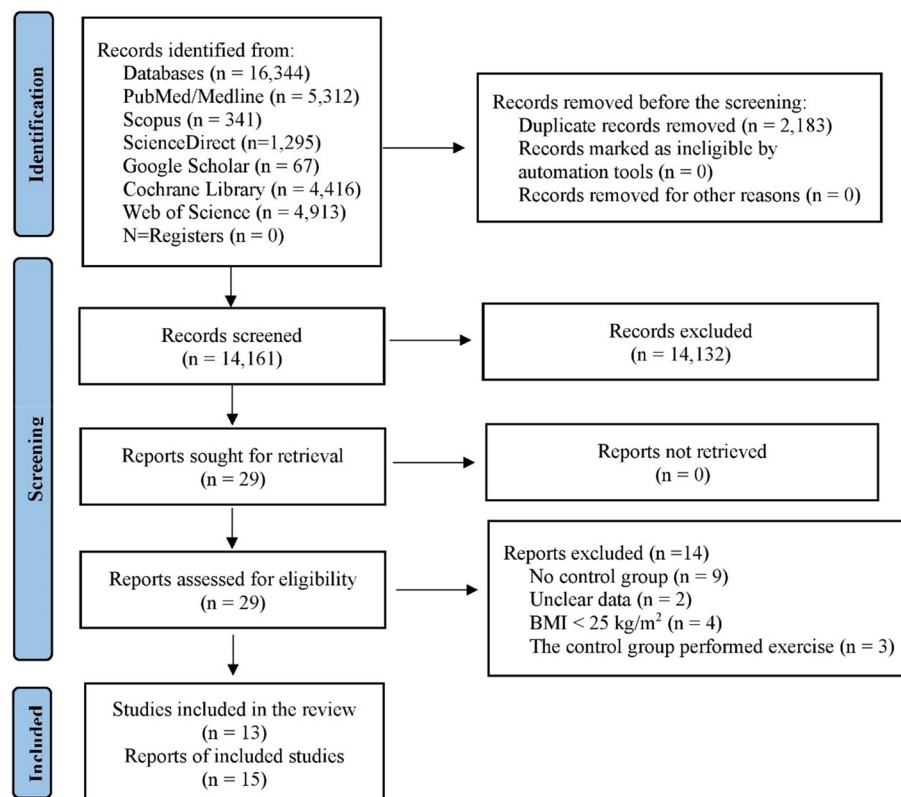 Identification
Records identified from:
Databases (n = 16,344)
PubMed/Medline (n = 5,312)
Scopus (n = 341)
ScienceDirect (n=1,295)
Google Scholar (n = 67)
Cochrane Library (n = 4,416)
Web of Science (n = 4,913)
N=Registers (n = 0)
Records removed before the screening:
Duplicate records removed (n = 2,183)
Records marked as ineligible by
automation tools (n = 0)
Records removed for other reasons (n = 0)
Screening
Records screened
(n = 14,161)
Records excluded
(n = 14,132)
Reports sought for retrieval
(n = 29)
Reports not retrieved
(n = 0)
Reports assessed for eligibility
(n = 29)
Reports excluded (n =14)
No control group (n = 9)
Unclear data (n = 2)
BMI < 25 kg/m² (n = 4)
The control group performed exercise (n = 3)
Included
Studies included in the review
(n = 13)
Reports of included studies
(n = 15)